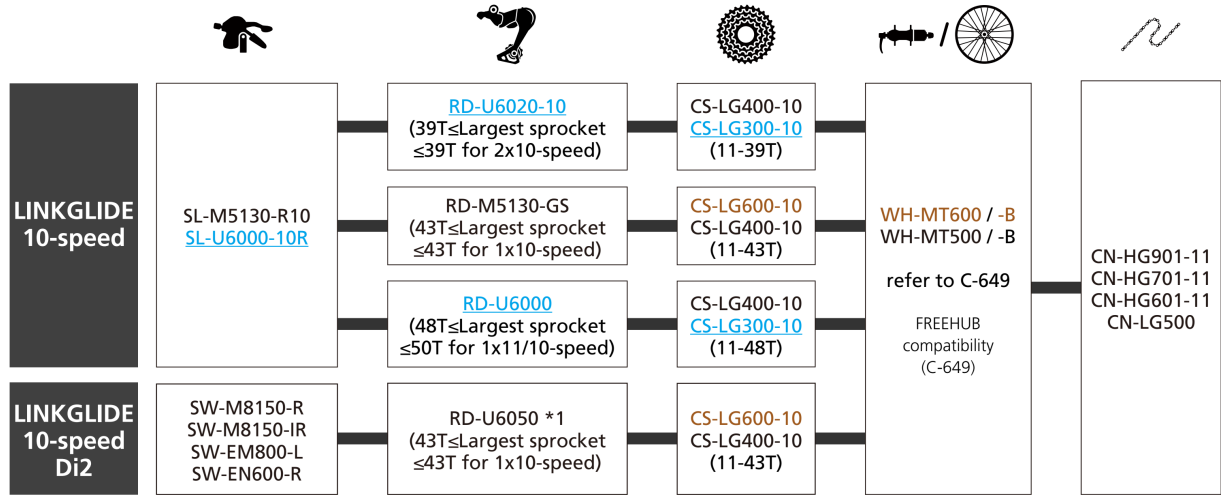 LINKGLIDE
10-speed
SL-M5130-R10
SL-U6000-10R
RD-U6020-10
(39T≤Largest sprocket
≤39T for 2x10-speed)
CS-LG400-10
CS-LG300-10
(11-39T)
RD-M5130-GS
(43T≤Largest sprocket
≤43T for 1x10-speed)
CS-LG600-10
CS-LG400-10
(11-43T)
RD-U6000
(48T≤Largest sprocket
≤50T for 1x11/10-speed)
CS-LG400-10
CS-LG300-10
(11-48T)
LINKGLIDE
10-speed
Di2
SW-M8150-R
SW-M8150-IR
SW-EM800-L
SW-EN600-R
RD-U6050 *1
(43T≤Largest sprocket
≤43T for 1x10-speed)
CS-LG600-10
CS-LG400-10
(11-43T)
/
WH-MT600 / -B
WH-MT500 / -B
refer to C-649
FREEHUB
compatibility
(C-649)
CN-HG901-11
CN-HG701-11
CN-HG601-11
CN-LG500